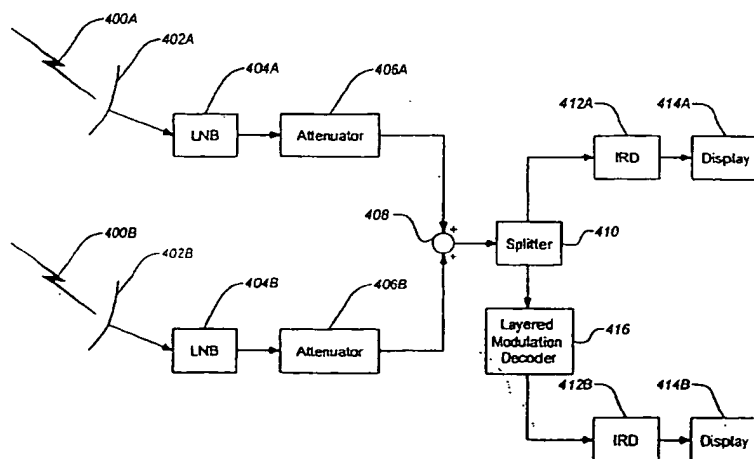 400A
402A
404A
406A
LNB
Attenuator
412A
414A
IRD
Display
408
+
+
Splitter
410
400B
402B
404B
406B
LNB
Attenuator
Layered
Modulation
Decoder
416
412B
414B
IRD
Display